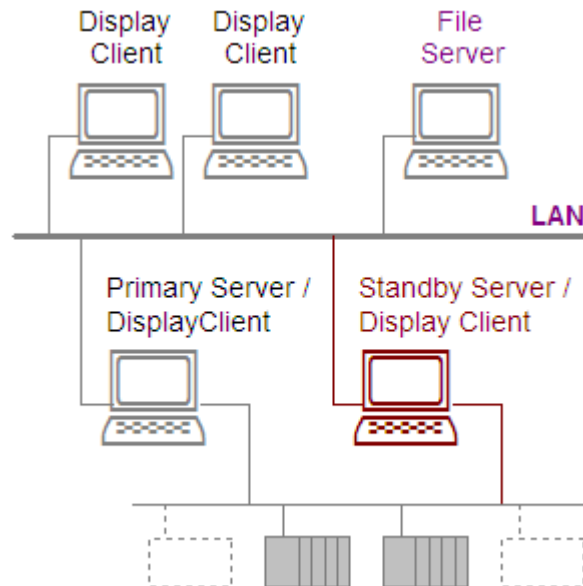 Display
Client
Display
Client
File
Server
LAN
Primary Server /
DisplayClient
Standby Server /
Display Client